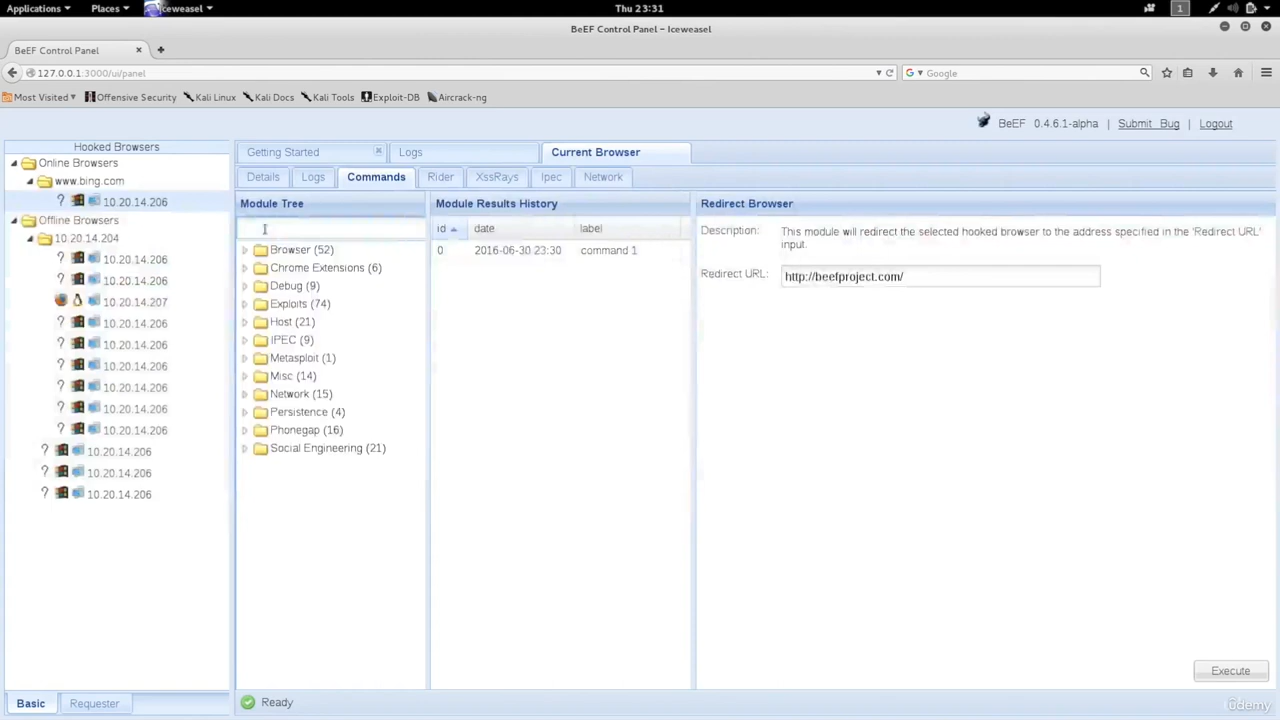 Applications Places Iceweasel Thu 23:31 1
BeEF Control Panel – Iceweasel
BeEF Control Panel
127.0.0.1:3000/ui/panel Google
Most Visited Offensive Security Kali Linux Kali Docs Kali Tools Exploit-DB Aircrack-ng
BeEF 0.4.6.1-alpha | Submit Bug | Logout
Hooked Browsers
Online Browsers
www.bing.com
10.20.14.206
Offline Browsers
10.20.14.204
10.20.14.206
10.20.14.206
10.20.14.207
10.20.14.206
10.20.14.206
10.20.14.206
10.20.14.206
10.20.14.206
10.20.14.206
10.20.14.206
10.20.14.206
10.20.14.206
Basic Requester
Getting Started Logs Current Browser
Details Logs Commands Rider XssRays Ipec Network
Module Tree
Browser (52)
Chrome Extensions (6)
Debug (9)
Exploits (74)
Host (21)
IPEC (9)
Metasploit (1)
Misc (14)
Network (15)
Persistence (4)
Phonegap (16)
Social Engineering (21)
Module Results History
id date label
0 2016-06-30 23:30 command 1
Redirect Browser
Description: This module will redirect the selected hooked browser to the address specified in the 'Redirect URL'
input.
Redirect URL: http://beefproject.com/
Execute
Ready
ûdemy